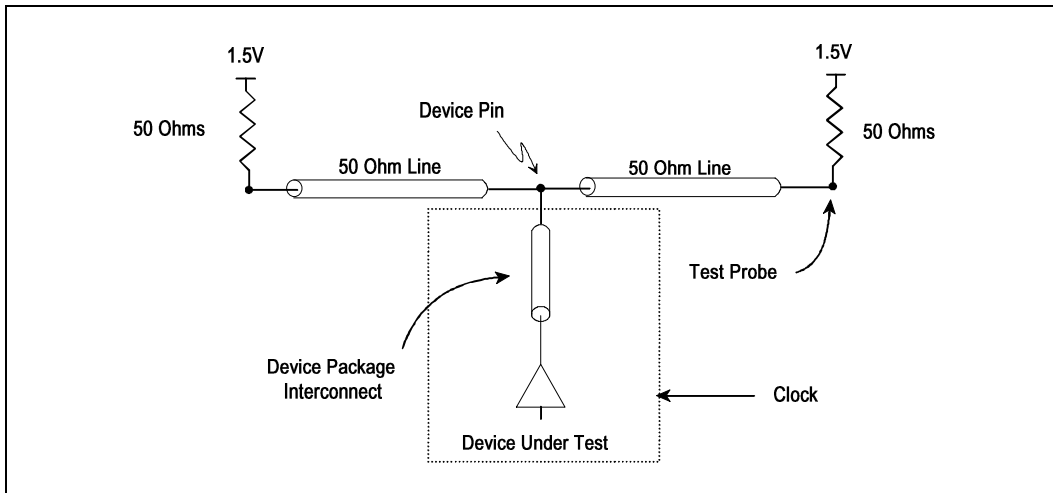 1.5V
1.5V
50 Ohms
Device Pin
50 Ohms
50 Ohm Line
50 Ohm Line
Test Probe
Device Package
Interconnect
Clock
Device Under Test